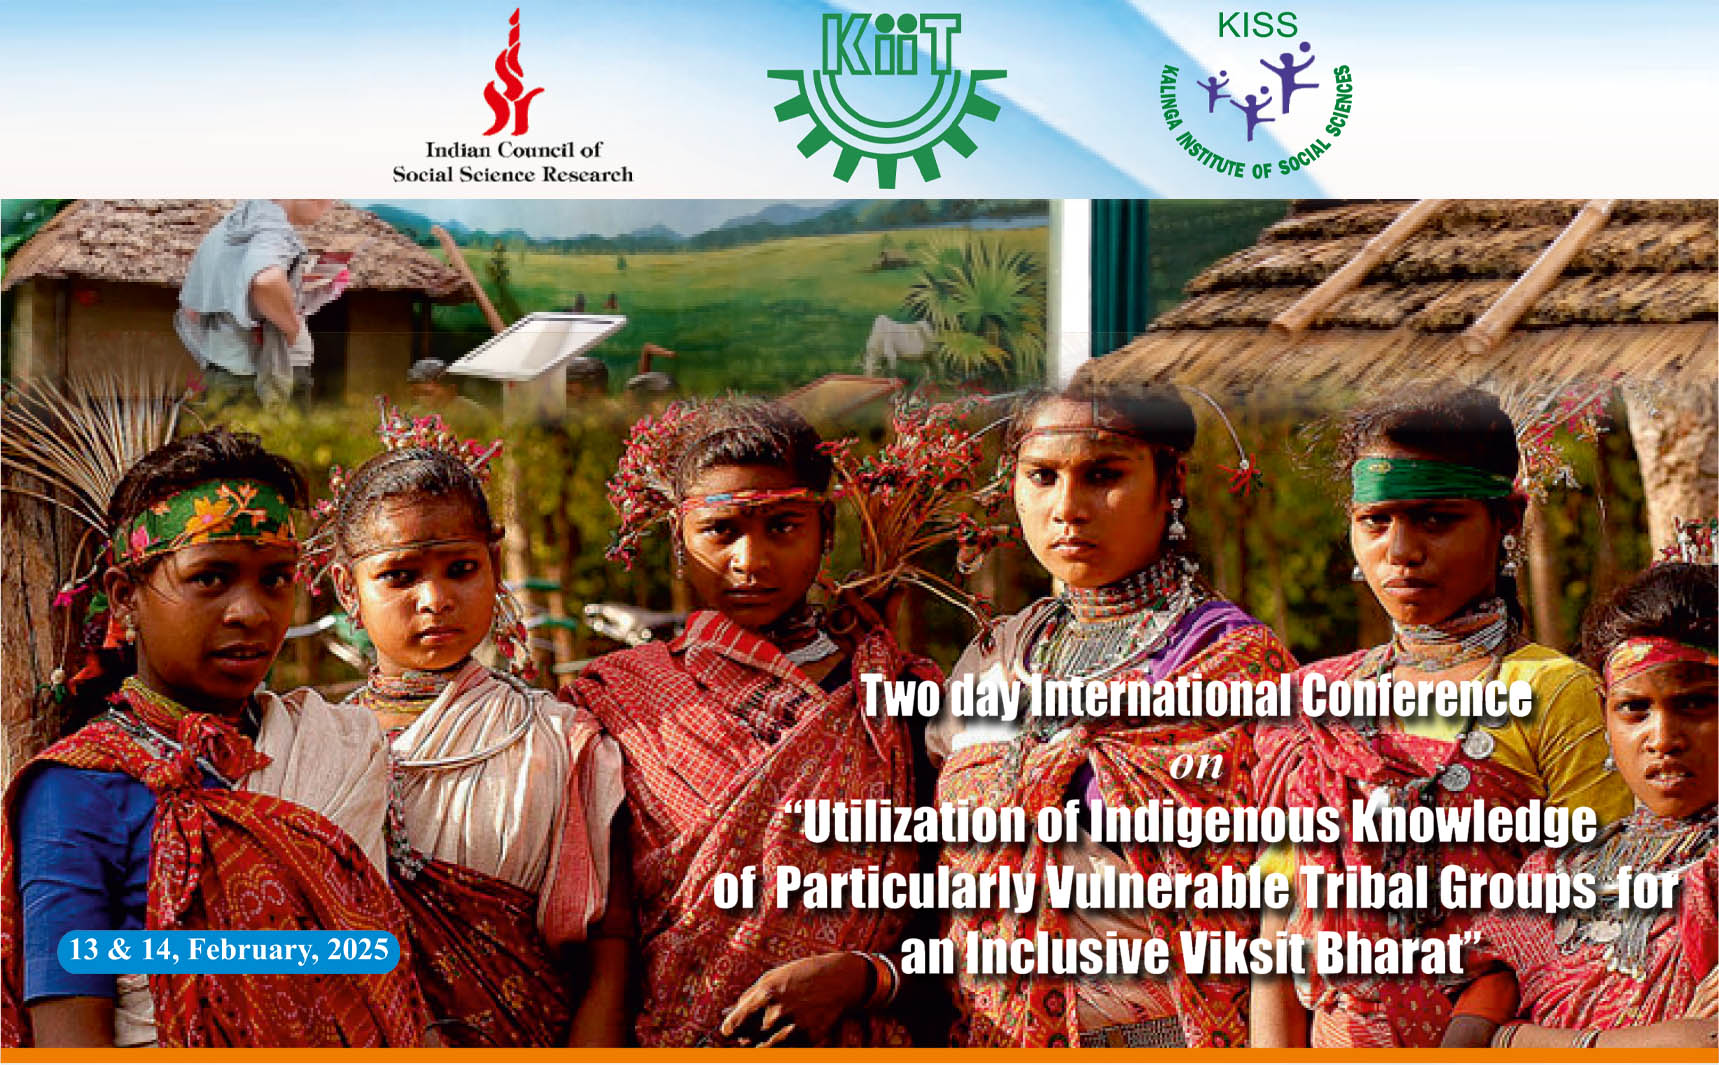 Indian Council of
Social Science Research
KiiT
KISS
KALINGA INSTITUTE OF SOCIAL SCIENCES
Two day International Conference
on
“Utilization of Indigenous Knowledge
of Particularly Vulnerable Tribal Groups for
an Inclusive Viksit Bharat”
13 & 14, February, 2025